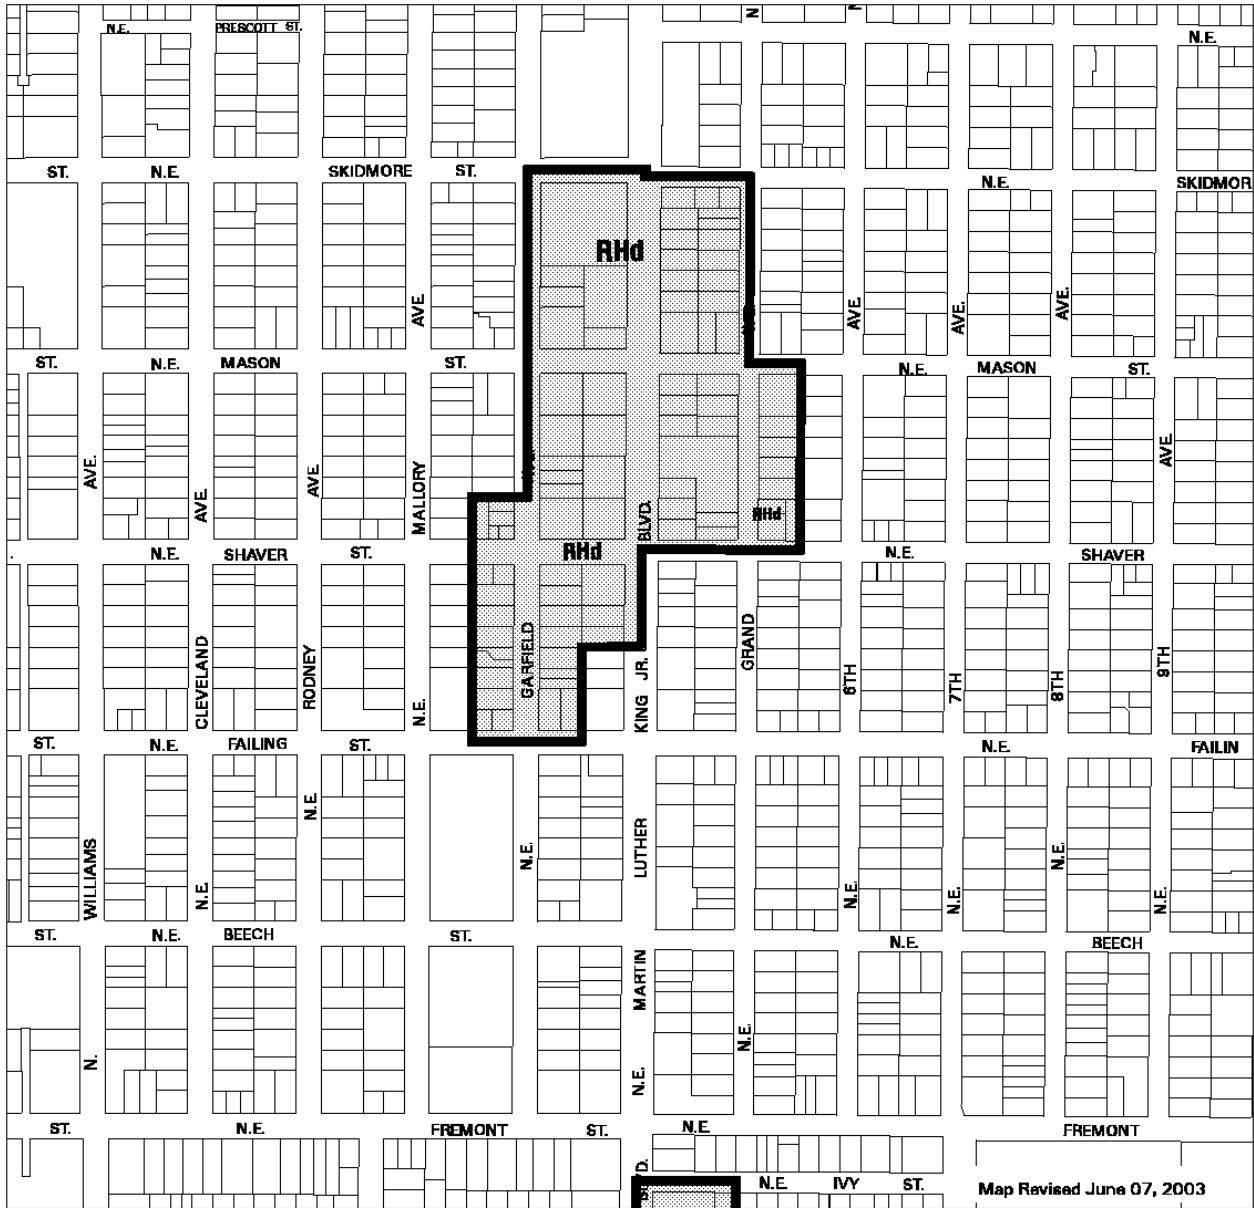 N.E. PRESCOTT ST.
N.E.
ST. N.E. SKIDMORE ST.
N.E. SKIDMOR
RHd
AVE.
AVE.
AVE.
AVE.
ST. N.E. MASON ST.
N.E. MASON ST.
AVE.
AVE.
AVE.
MALLORY
AVE.
BLVD.
RHd
RHd
N.E. SHAVER ST.
N.E. SHAVER
CLEVELAND
RODNEY
N.E.
GARFIELD
KING JR.
GRAND
6TH
7TH
8TH
9TH
ST. N.E. FAILING ST.
N.E. FAILIN
WILLIAMS
N.E.
N.E.
N.E.
LUTHER
N.E.
N.E.
N.E.
N.E.
ST. N.E. BEECH ST.
N.E. BEECH
N.
MARTIN
N.E.
N.E.
ST. N.E. FREMONT ST.
N.E. FREMONT
N.E. IVY ST.
Map Revised June 07, 2003